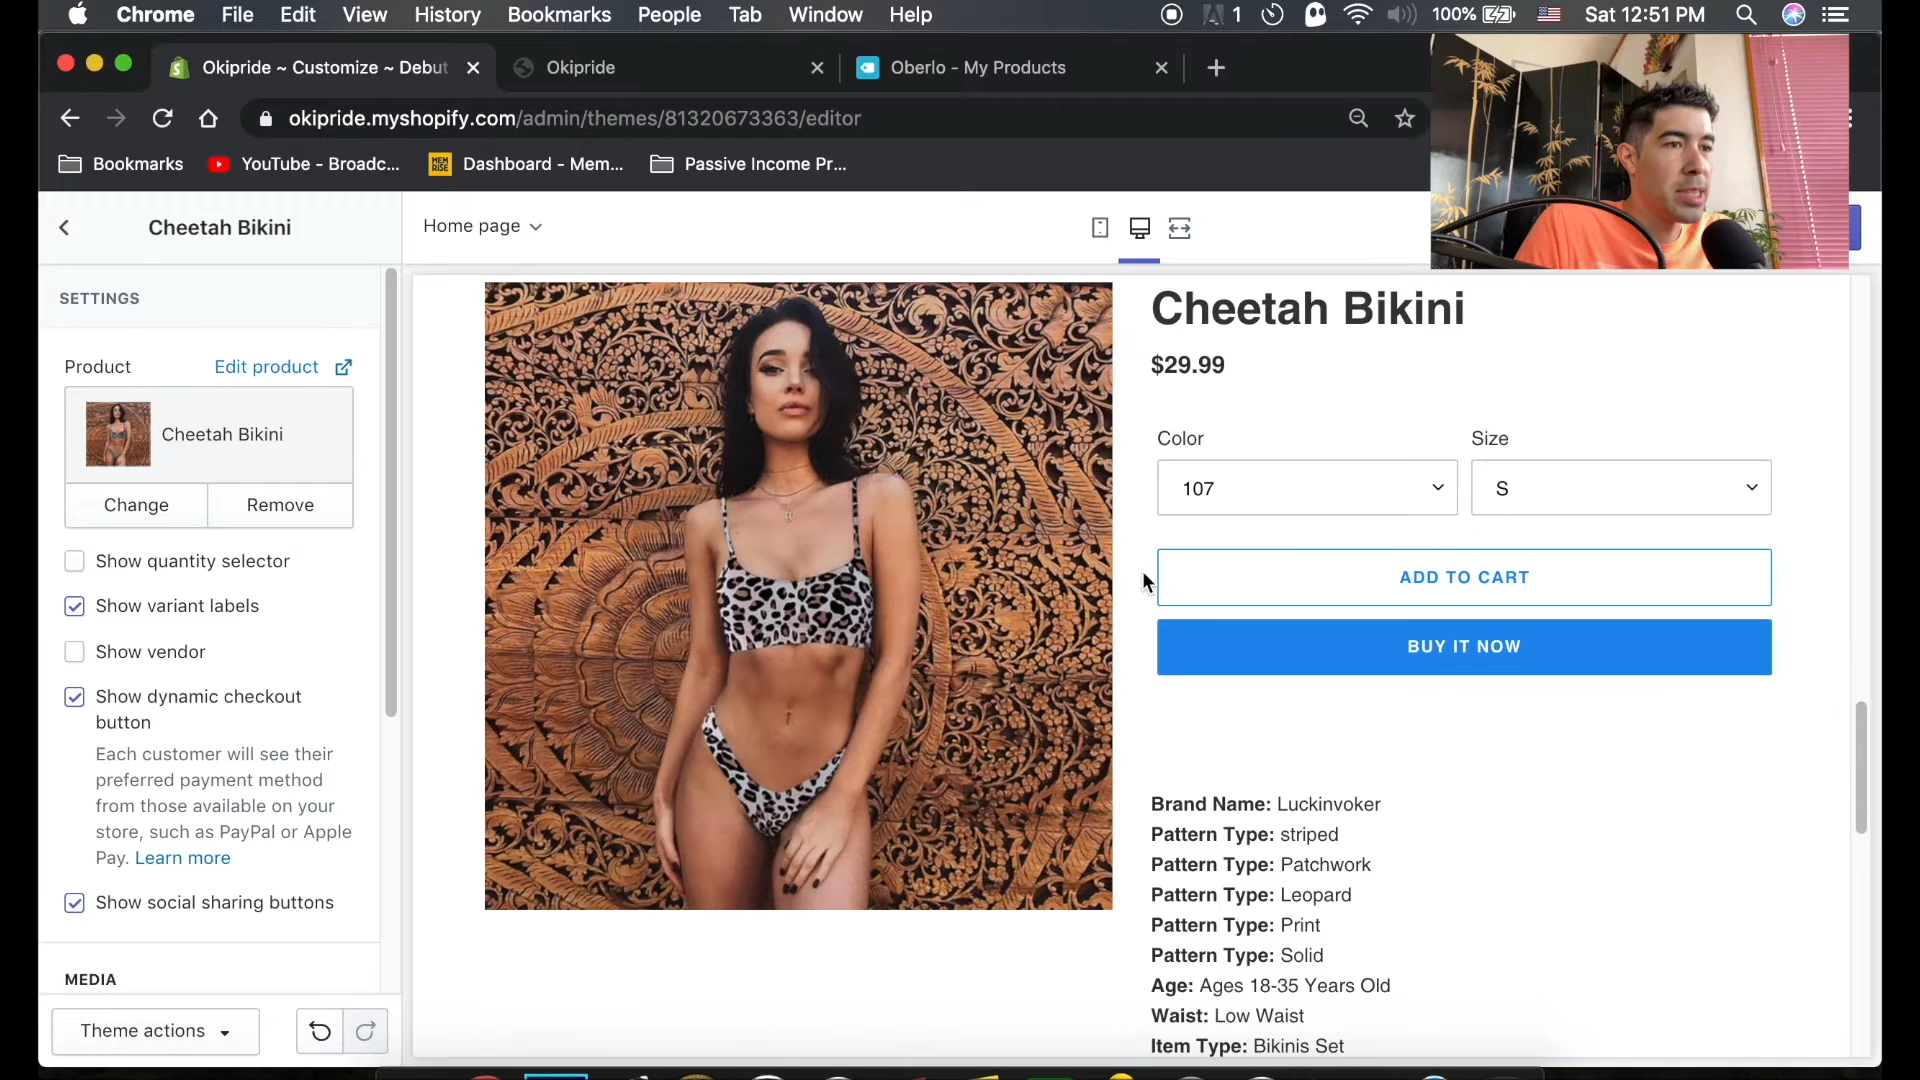 Chrome File Edit View History Bookmarks People Tab Window Help 1 100% Sat 12:51 PM
Okipride ~ Customize ~ Debut Okipride Oberlo - My Products
okipride.myshopify.com/admin/themes/81320673363/editor
Bookmarks YouTube - Broadc... MEM RISE Dashboard - Mem... Passive Income Pr...
Cheetah Bikini
Home page
SETTINGS
Product Edit product
Cheetah Bikini
Change Remove
Show quantity selector
Show variant labels
Show vendor
Show dynamic checkout
button
Each customer will see their
preferred payment method
from those available on your
store, such as PayPal or Apple
Pay. Learn more
Show social sharing buttons
MEDIA
Theme actions
Cheetah Bikini
$29.99
Color Size
107 S
ADD TO CART
BUY IT NOW
Brand Name: Luckinvoker
Pattern Type: striped
Pattern Type: Patchwork
Pattern Type: Leopard
Pattern Type: Print
Pattern Type: Solid
Age: Ages 18-35 Years Old
Waist: Low Waist
Item Type: Bikinis Set